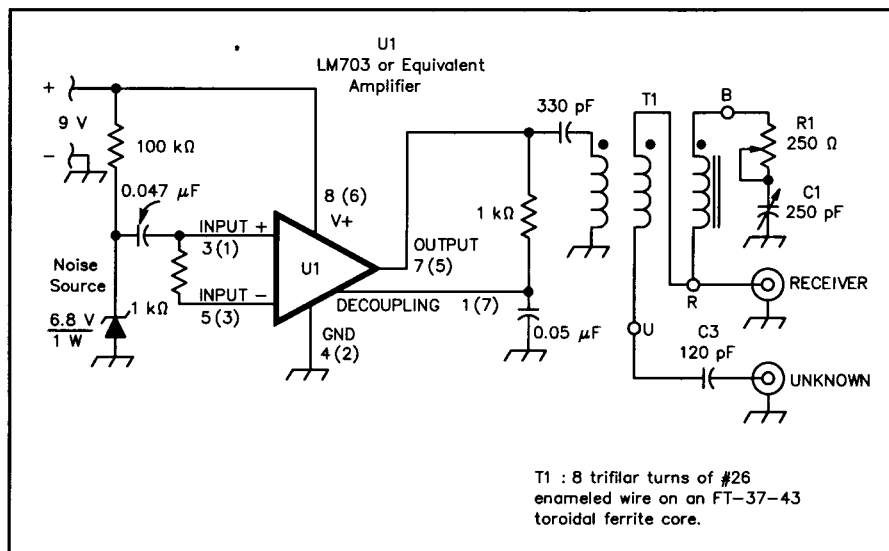 U1
LM703 or Equivalent
Amplifier
+
9 V
-
100 kΩ
0.047 µF
8 (6)
V+
INPUT +
3 (1)
U1
INPUT -
5 (3)
1 kΩ
Noise
Source
6.8 V
1 W
GND
4 (2)
OUTPUT
7 (5)
DECOUPLING
1 (7)
1 kΩ
0.05 µF
330 pF
T1
B
R1
250 Ω
C1
250 pF
R
RECEIVER
U
C3
120 pF
UNKNOWN
T1 : 8 trifilar turns of #26
enameled wire on an FT-37-43
toroidal ferrite core.